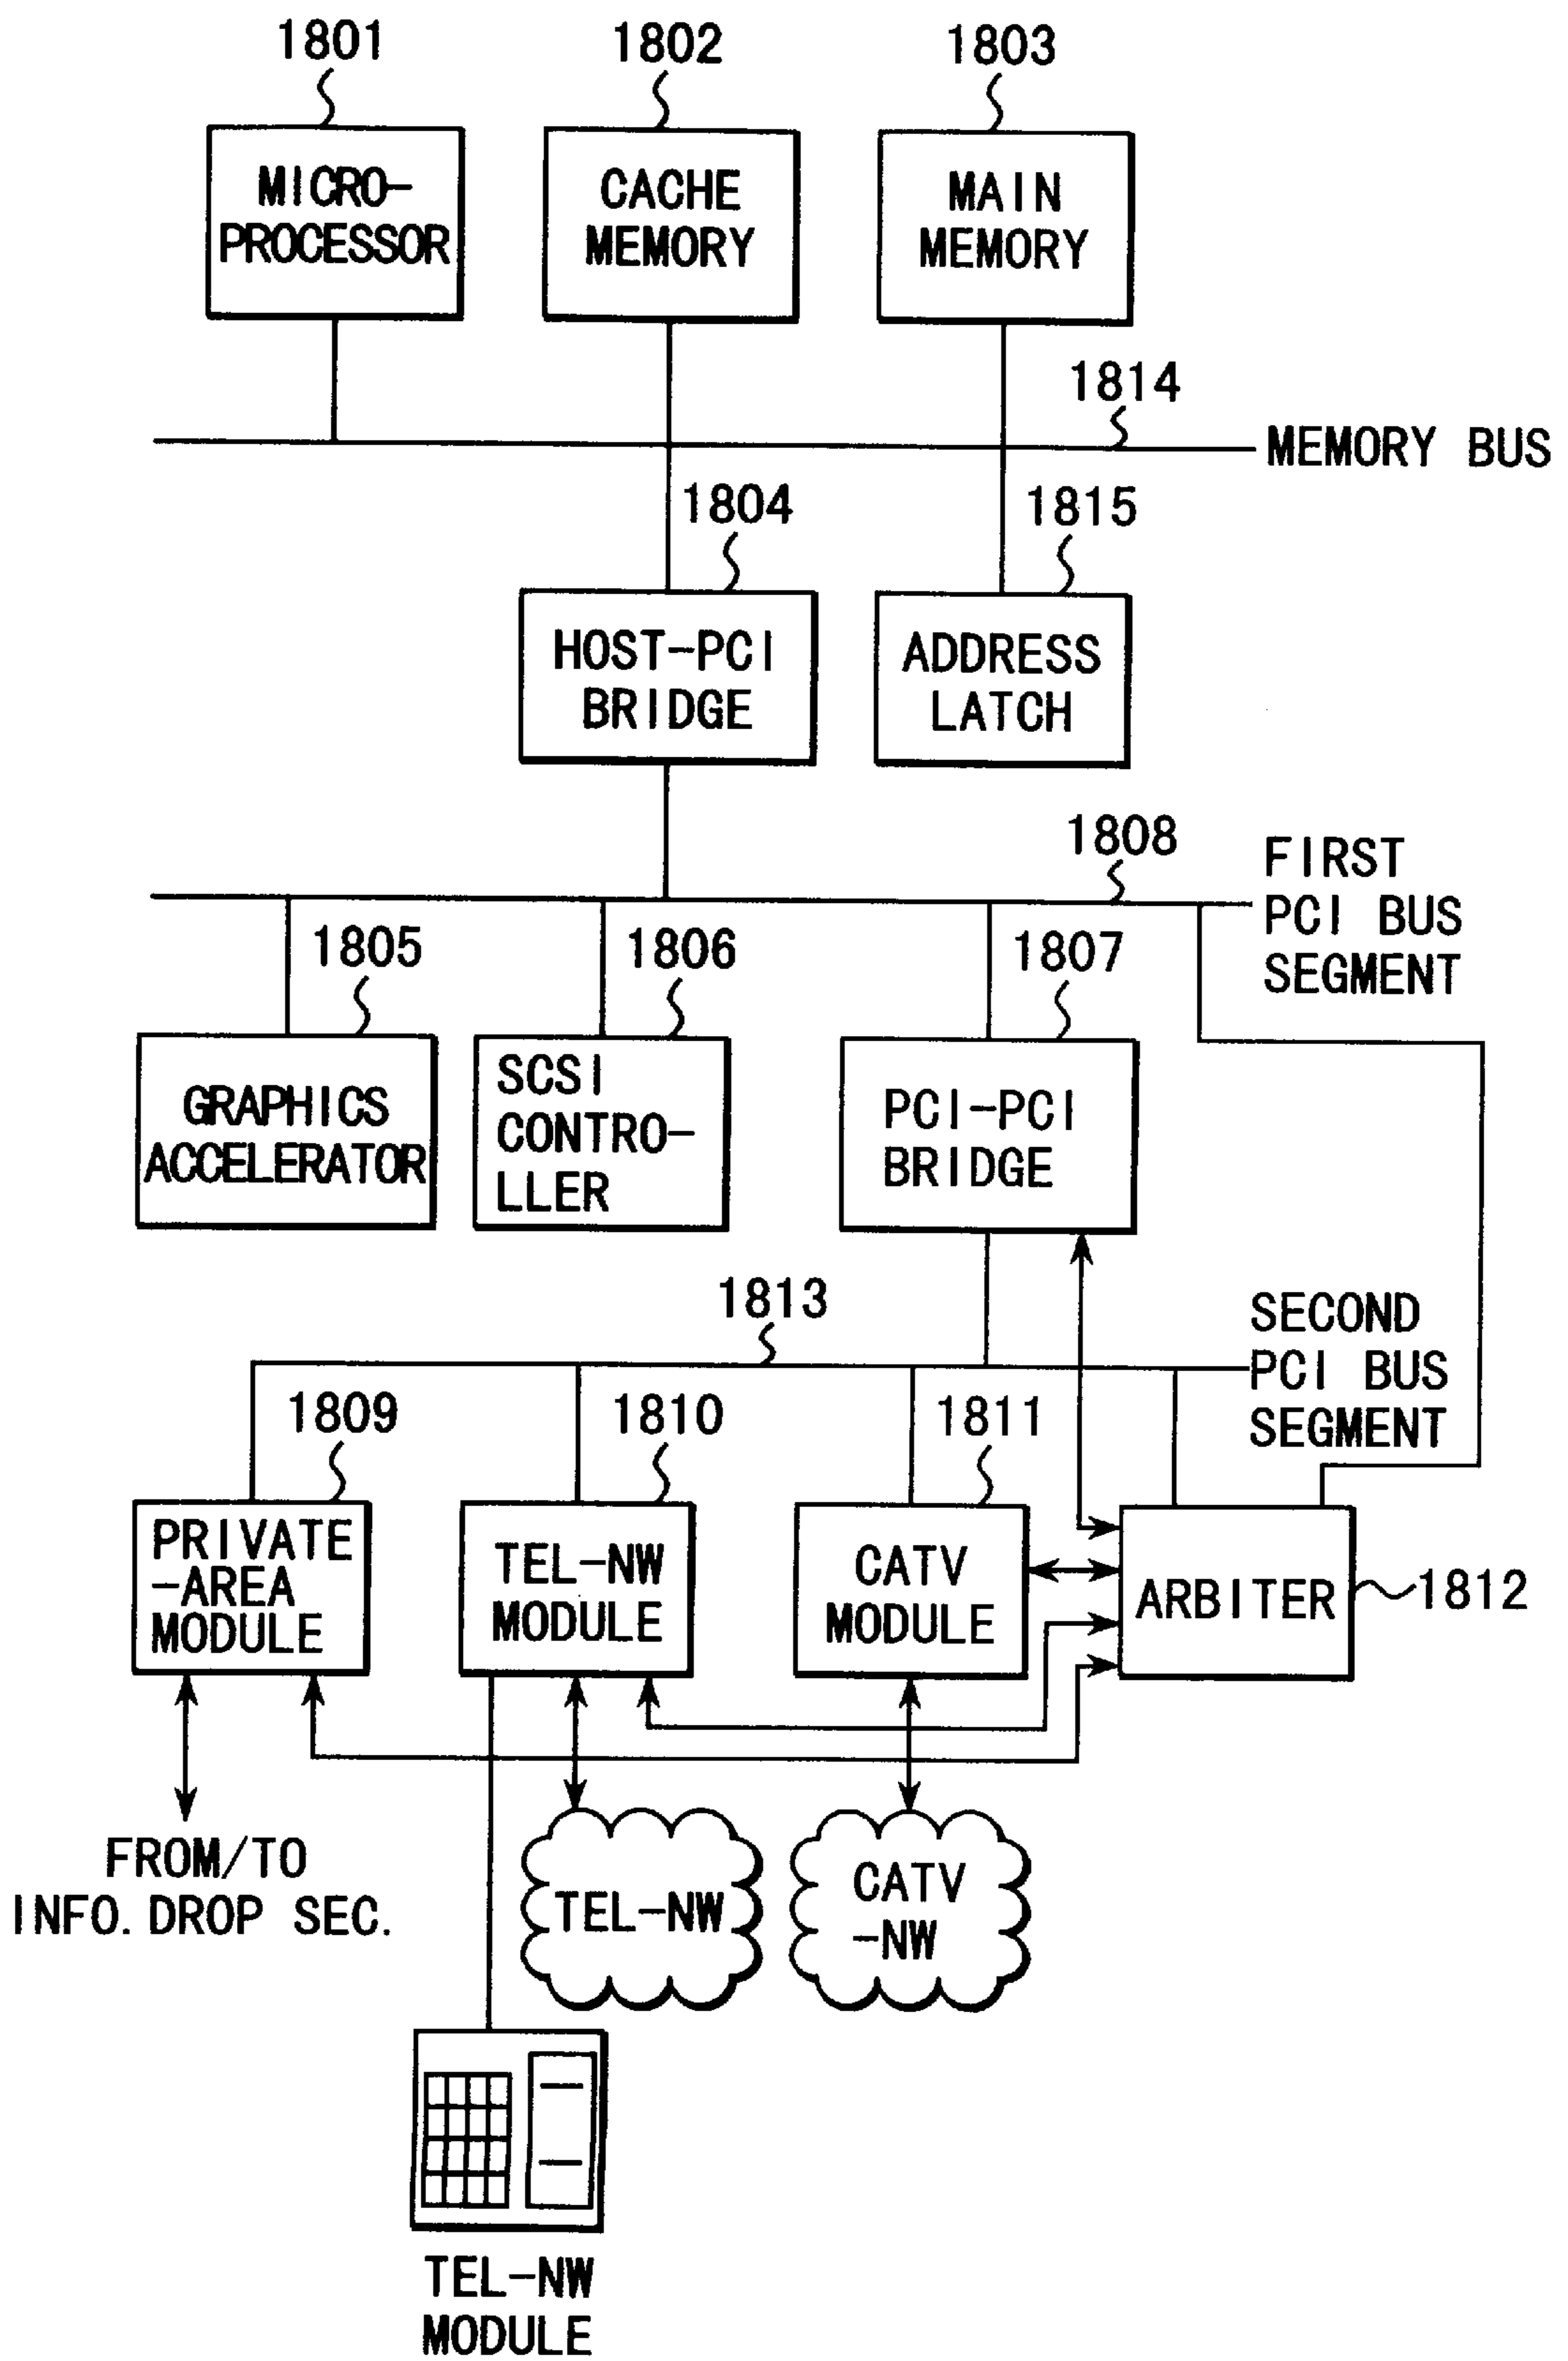 1801
1802
1803
MICRO-
PROCESSOR
CACHE
MEMORY
MAIN
MEMORY
1814
MEMORY BUS
1804
1815
HOST-PCI
BRIDGE
ADDRESS
LATCH
1808
FIRST
PCI BUS
SEGMENT
1805
1806
1807
GRAPHICS
ACCELERATOR
SCSI
CONTRO-
LLER
PCI-PCI
BRIDGE
1813
SECOND
PCI BUS
SEGMENT
1809
1810
1811
PRIVATE
-AREA
MODULE
TEL-NW
MODULE
CATV
MODULE
ARBITER
1812
FROM/TO
INFO. DROP SEC.
TEL-NW
CATV
-NW
TEL-NW
MODULE